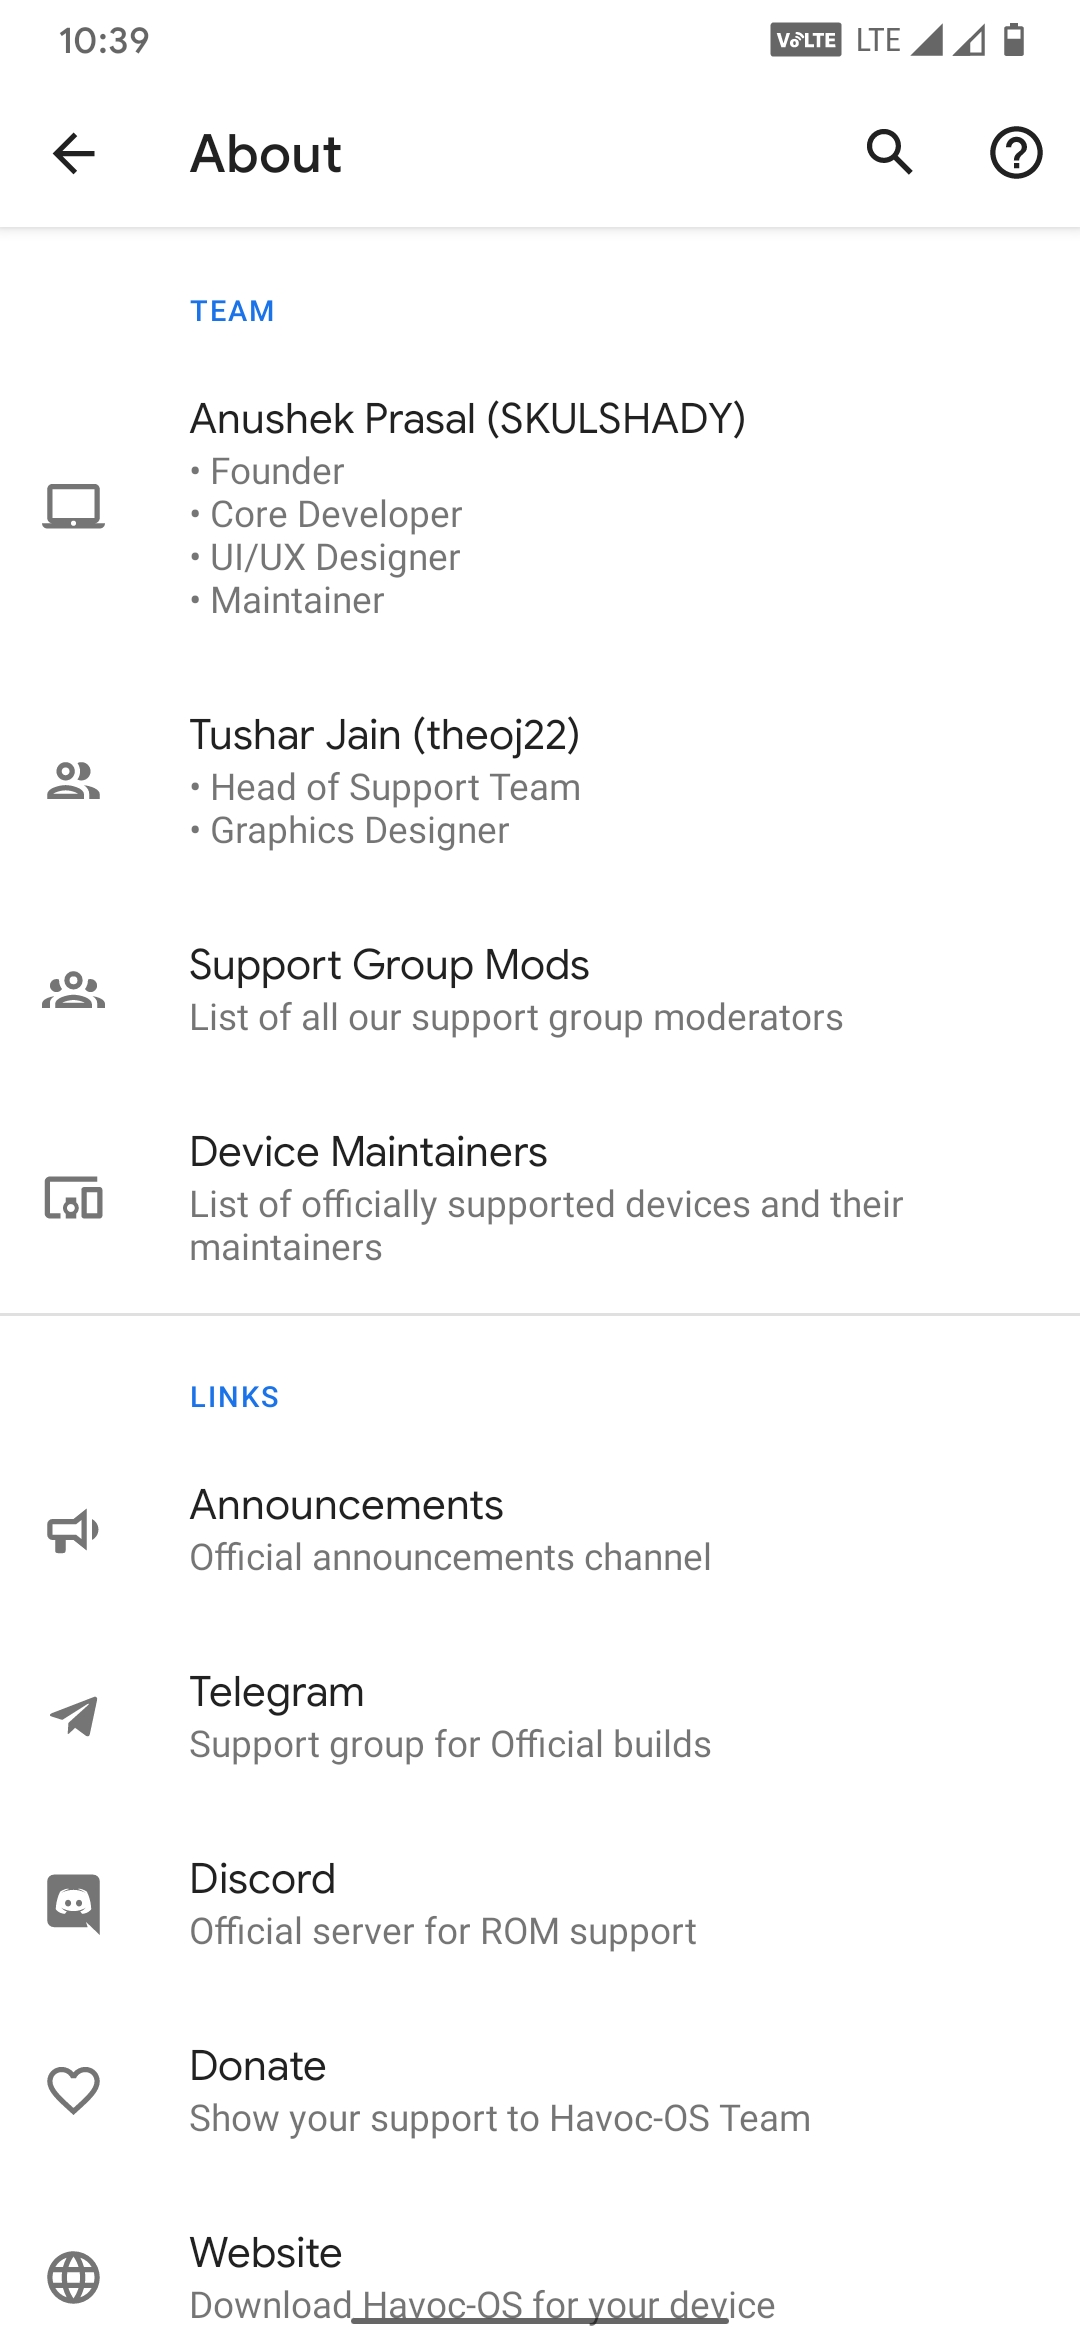 10:39 VoLTE LTE
About
TEAM
Anushek Prasal (SKULSHADY)
• Founder
• Core Developer
• UI/UX Designer
• Maintainer
Tushar Jain (theoj22)
• Head of Support Team
• Graphics Designer
Support Group Mods
List of all our support group moderators
Device Maintainers
List of officially supported devices and their
maintainers
LINKS
Announcements
Official announcements channel
Telegram
Support group for Official builds
Discord
Official server for ROM support
Donate
Show your support to Havoc-OS Team
Website
Download Havoc-OS for your device